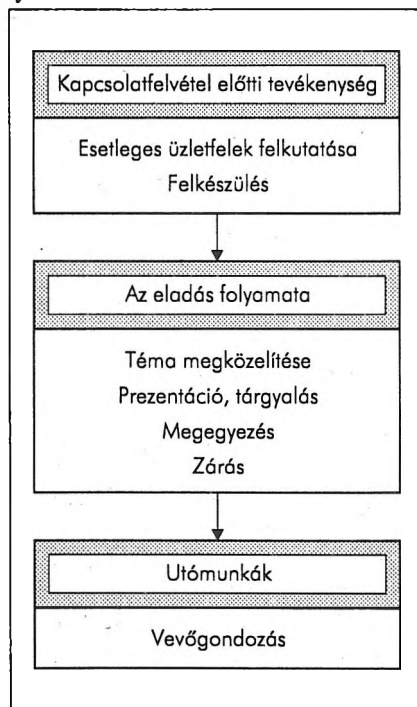 Kapcsolatfelvétel előtti tevékenység
Esetleges üzletfelek felkutatása
Felkészülés
Az eladás folyamata
Téma megközelítése
Prezentáció, tárgyalás
Megegyezés
Zárás
Utómunkák
Vevőgondozás